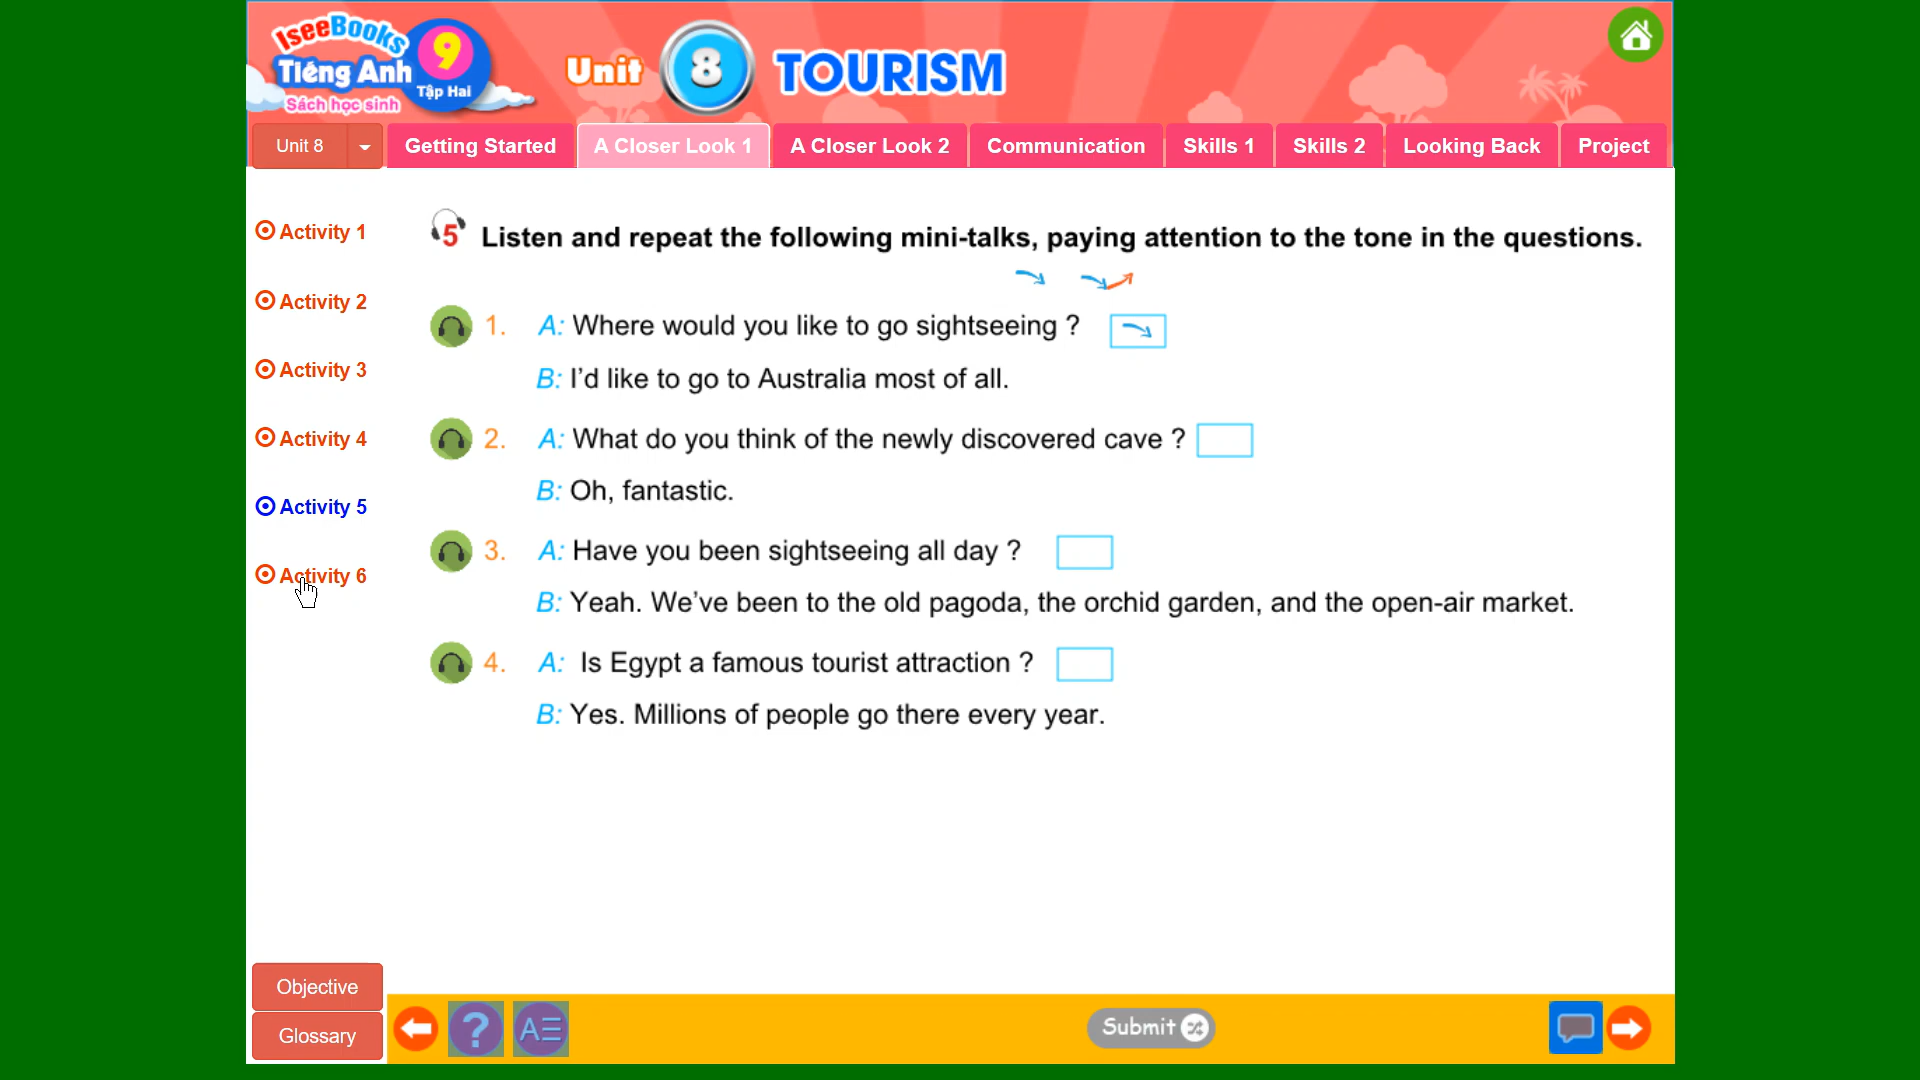 IseeBooks
Tiếng Anh 9
Tập Hai
Sách học sinh
Unit 8 TOURISM
Unit 8
Getting Started
A Closer Look 1
A Closer Look 2
Communication
Skills 1
Skills 2
Looking Back
Project
Activity 1
Activity 2
Activity 3
Activity 4
Activity 5
Activity 6
5 Listen and repeat the following mini-talks, paying attention to the tone in the questions.
1. A: Where would you like to go sightseeing ?
B: I’d like to go to Australia most of all.
2. A: What do you think of the newly discovered cave ?
B: Oh, fantastic.
3. A: Have you been sightseeing all day ?
B: Yeah. We’ve been to the old pagoda, the orchid garden, and the open-air market.
4. A: Is Egypt a famous tourist attraction ?
B: Yes. Millions of people go there every year.
Objective
Glossary
?
A
Submit